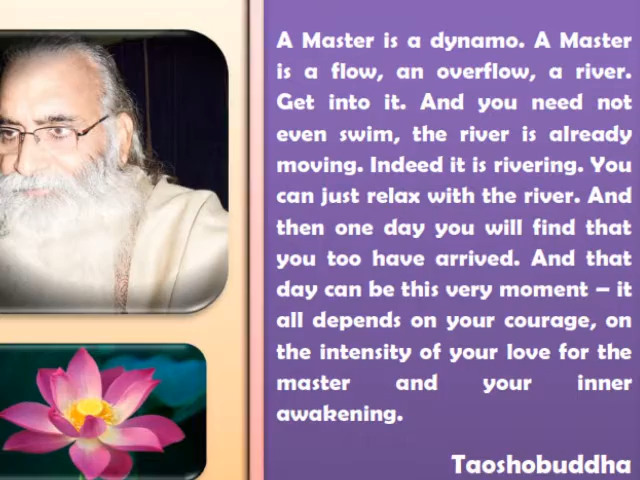 A Master is a dynamo. A Master
is a flow, an overflow, a river.
Get into it. And you need not
even swim, the river is already
moving. Indeed it is rivering. You
can just relax with the river. And
then one day you will find that
you too have arrived. And that
day can be this very moment – it
all depends on your courage, on
the intensity of your love for the
master and your inner
awakening.
Taoshobuddha